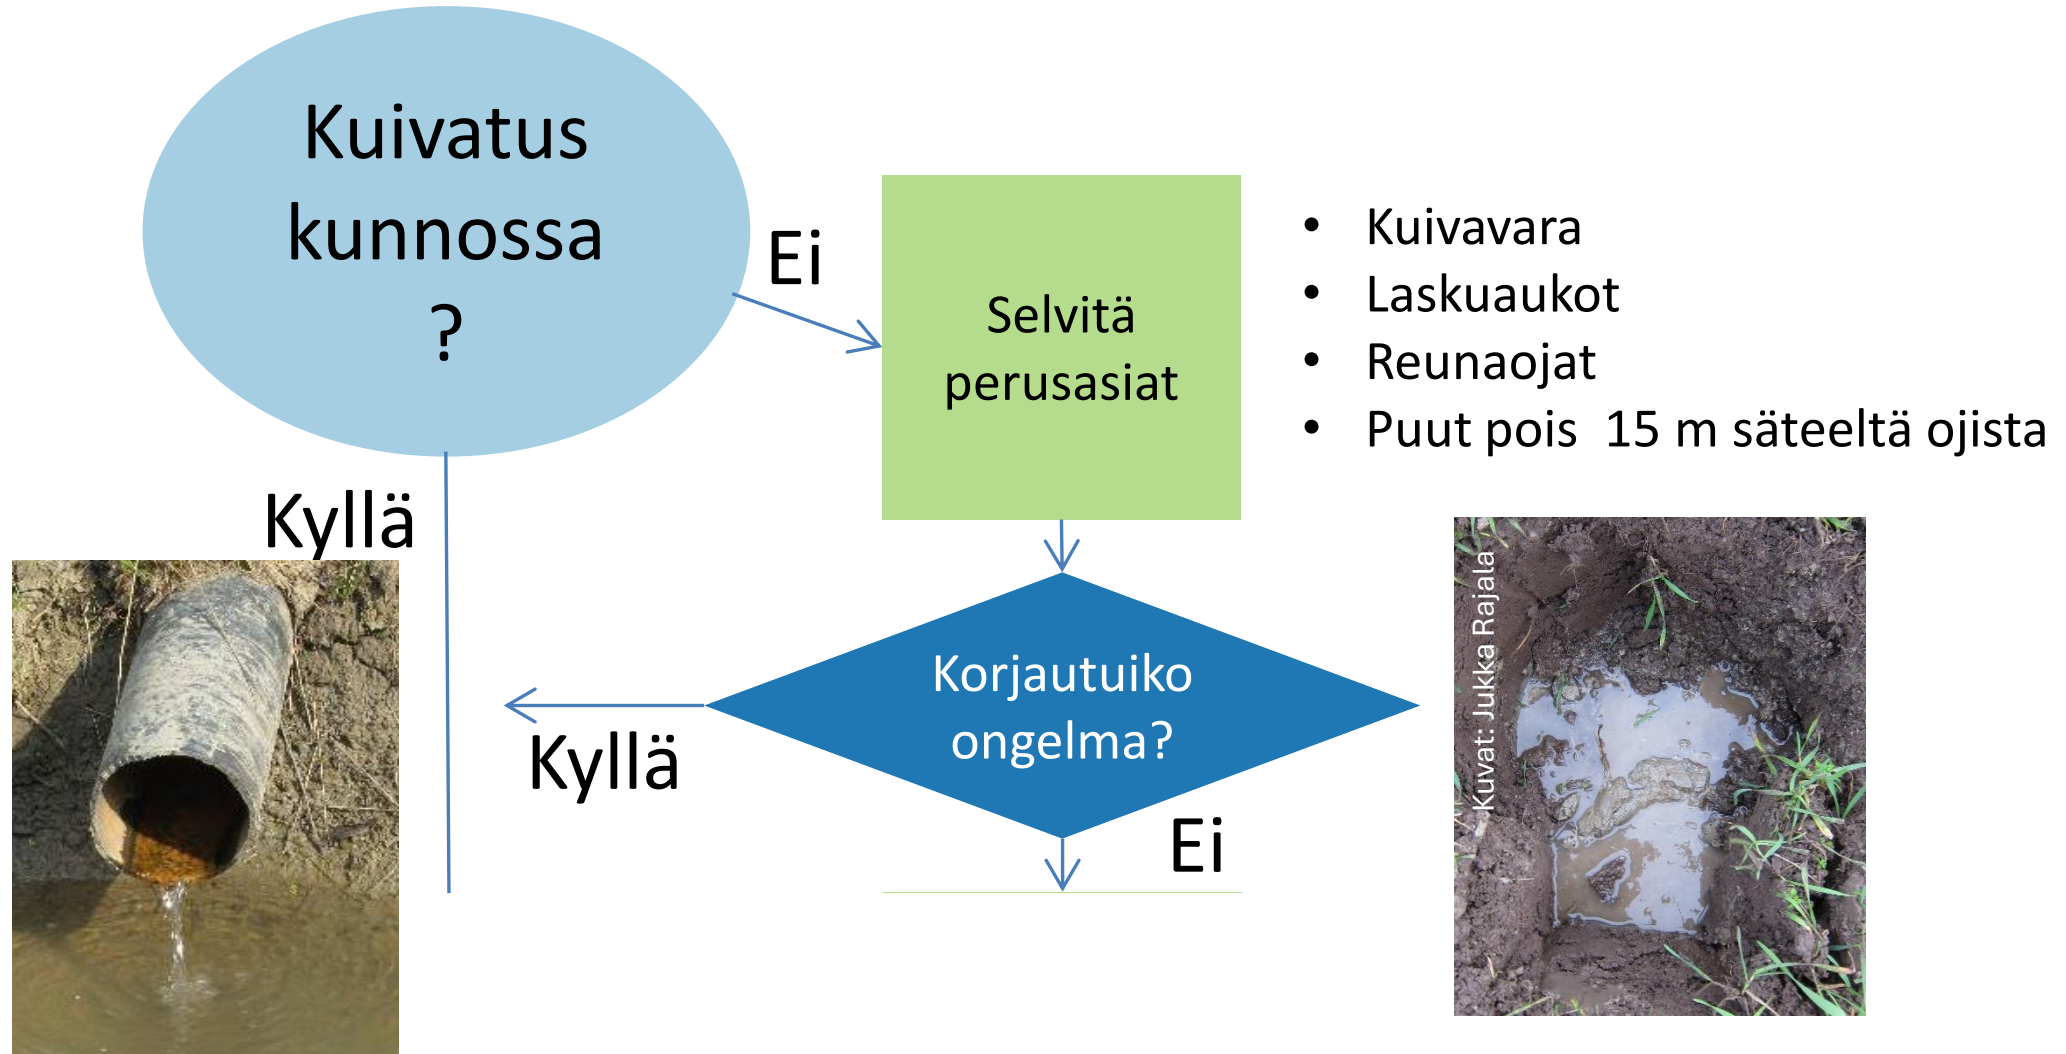 Kuivatus
kunnossa
?
Ei
Selvitä
perusasiat
• Kuivavara
• Laskuaukot
• Reunaojat
• Puut pois  15 m säteeltä ojista
Kyllä
Korjautuiko
ongelma?
Kyllä
Ei
Kuvat: Jukka Rajala